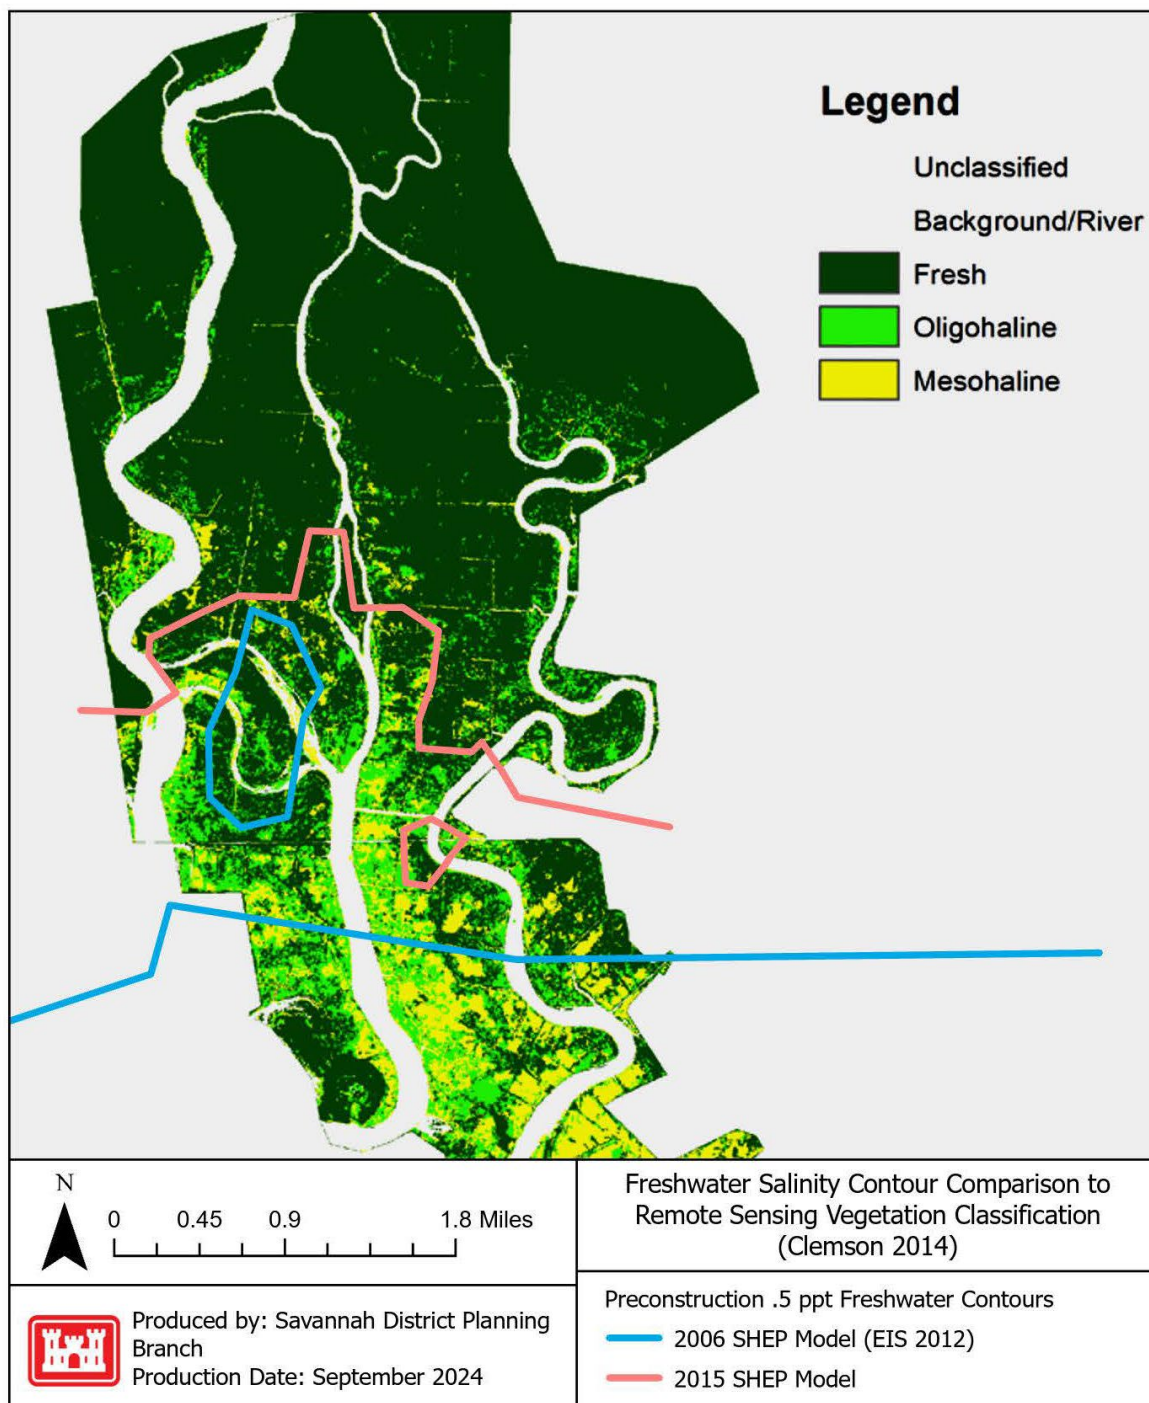 Legend
Unclassified
Background/River
Fresh
Oligohaline
Mesohaline
N
0 0.45 0.9 1.8 Miles
Produced by: Savannah District Planning
Branch
Production Date: September 2024
Freshwater Salinity Contour Comparison to
Remote Sensing Vegetation Classification
(Clemson 2014)
Preconstruction .5 ppt Freshwater Contours
2006 SHEP Model (EIS 2012)
2015 SHEP Model